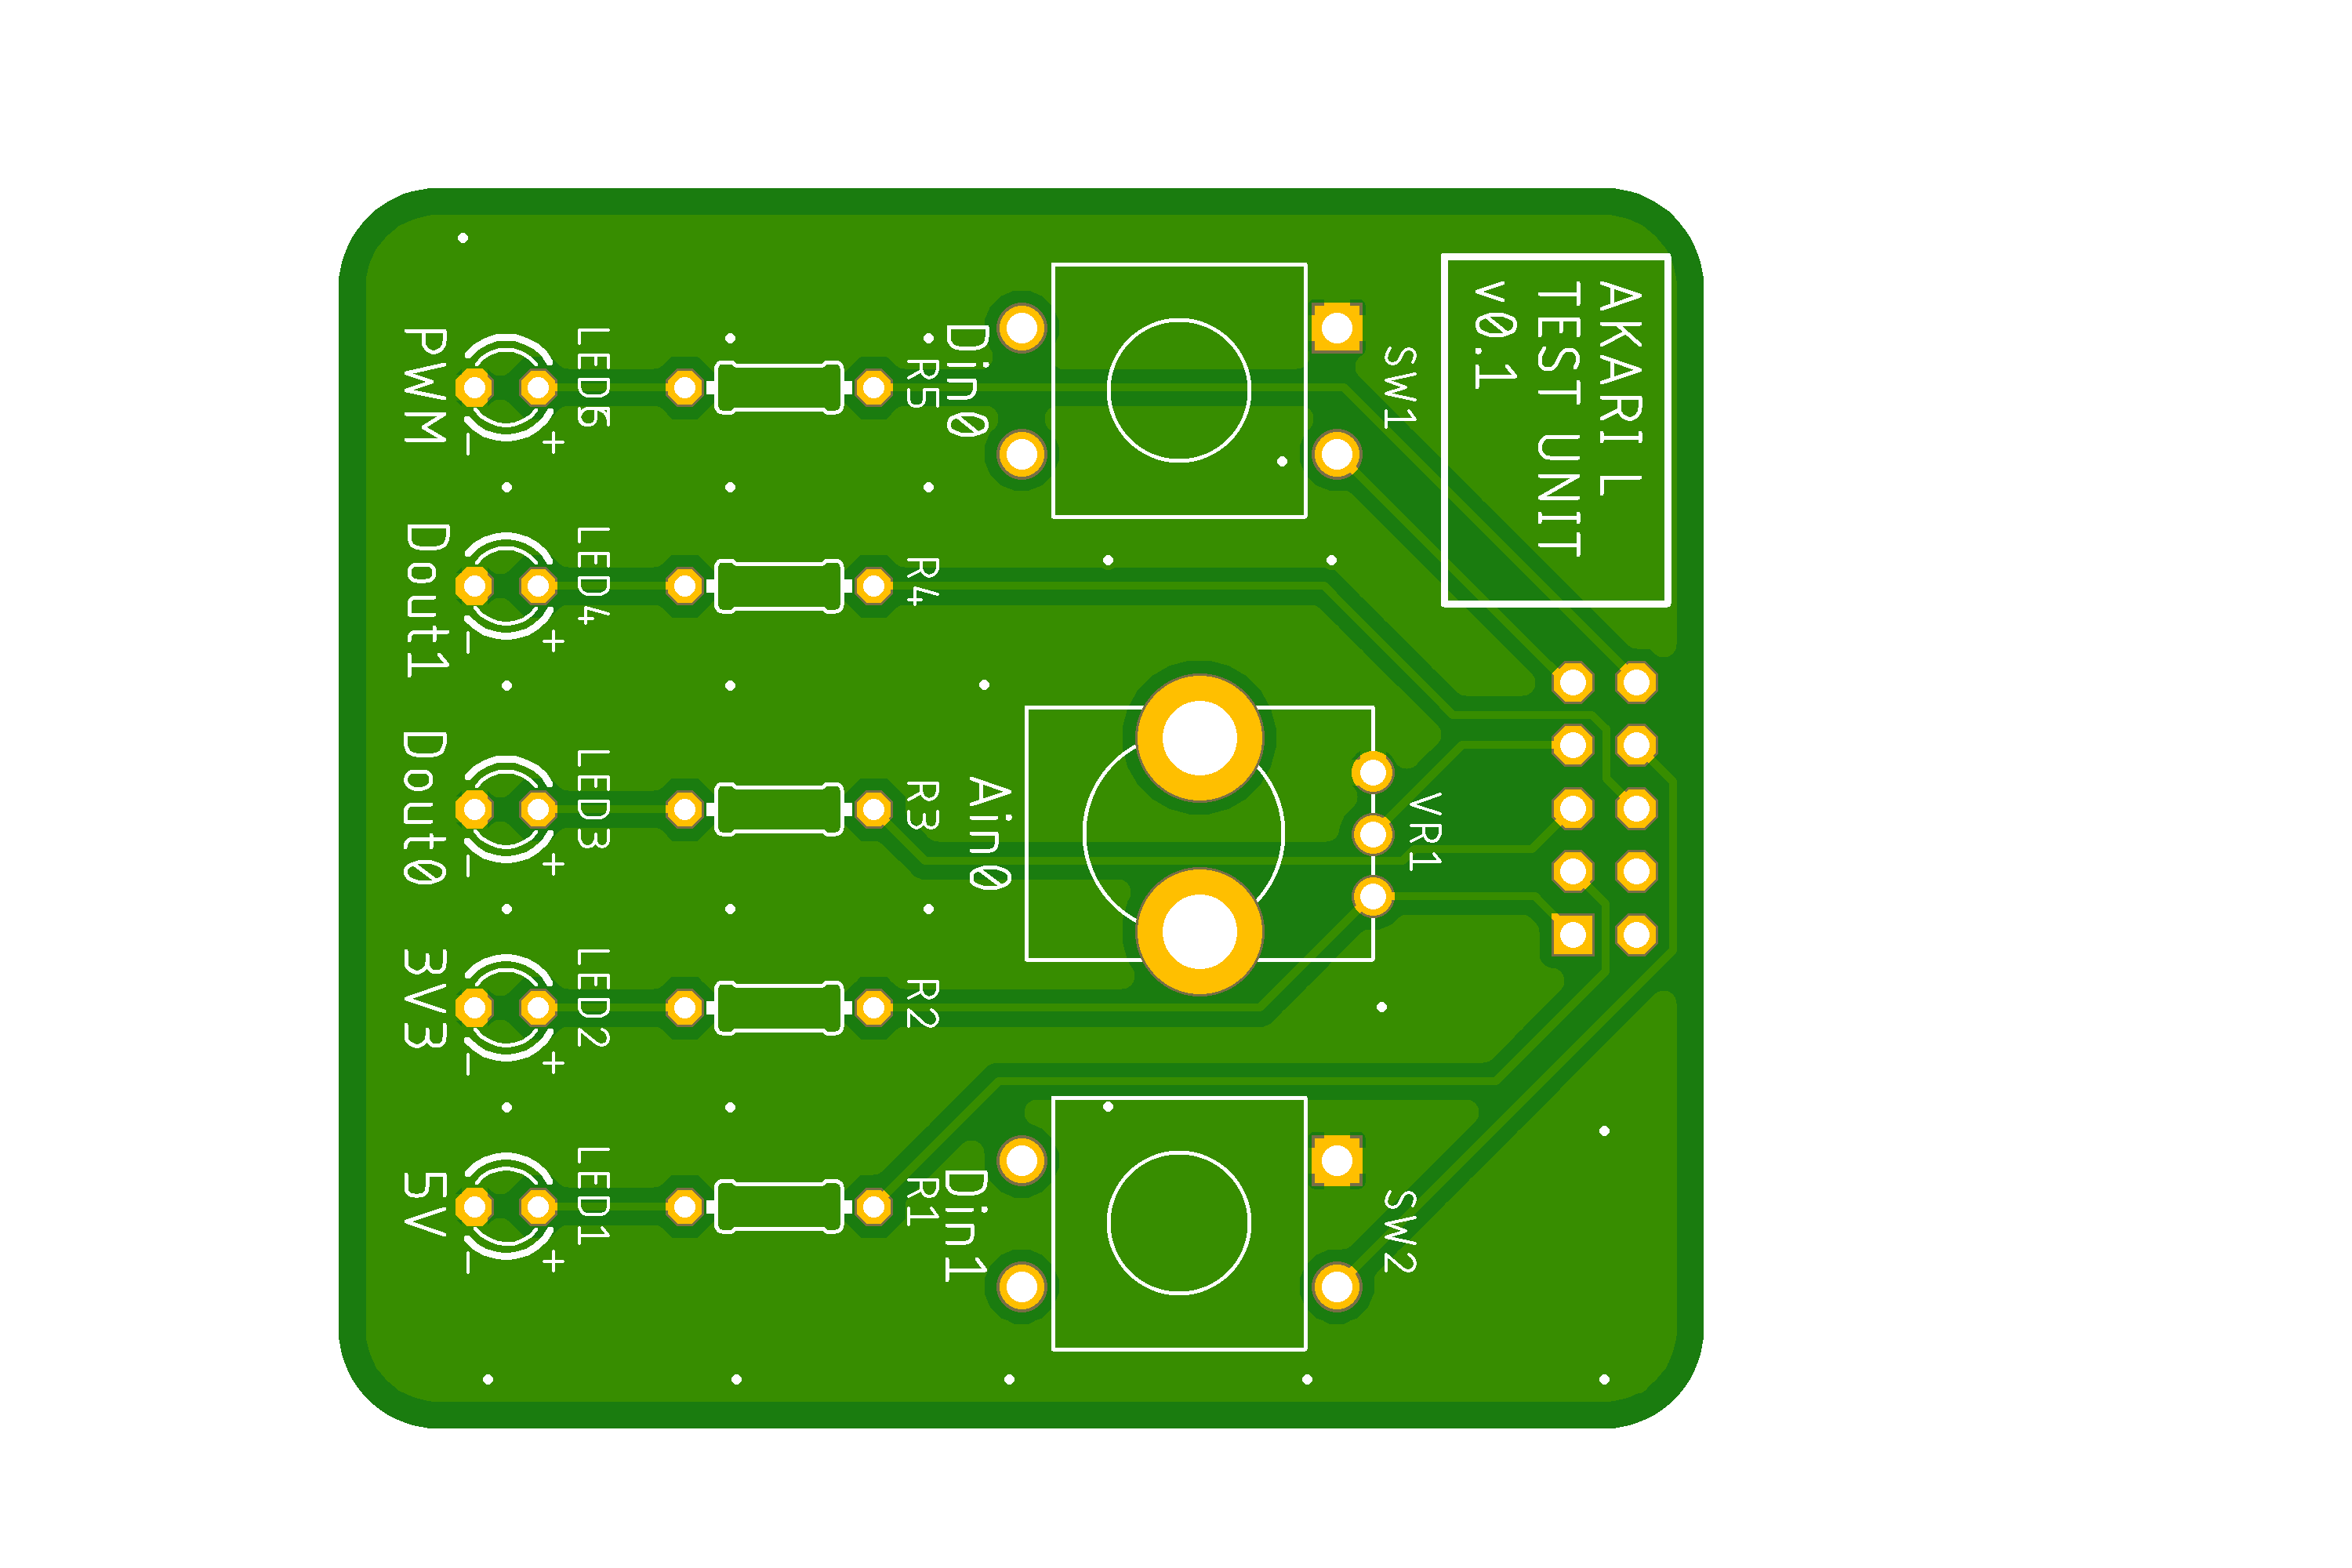 AKARI L
TEST UNIT
v0.1
SW1
VR1
SW2
Din0
Ain0
Din1
R5
R4
R3
R2
R1
LED5
LED4
LED3
LED2
LED1
+
+
+
+
+
-
-
-
-
-
PWM
Dout1
Dout0
3V3
5V